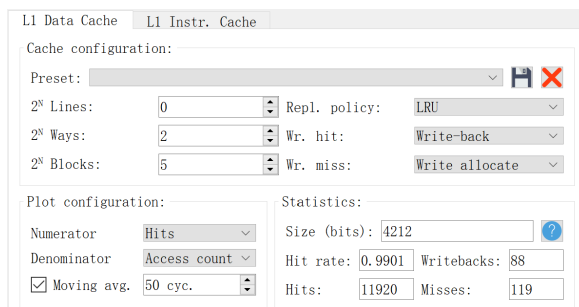 L1 Data Cache L1 Instr. Cache
Cache configuration:
Preset:
2ᴺ Lines: 0 Repl. policy: LRU
2ᴺ Ways: 2 Wr. hit: Write-back
2ᴺ Blocks: 5 Wr. miss: Write allocate
Plot configuration:
Numerator Hits
Denominator Access count
Moving avg. 50 cyc.
Statistics:
Size (bits): 4212 ?
Hit rate: 0.9901 Writebacks: 88
Hits: 11920 Misses: 119